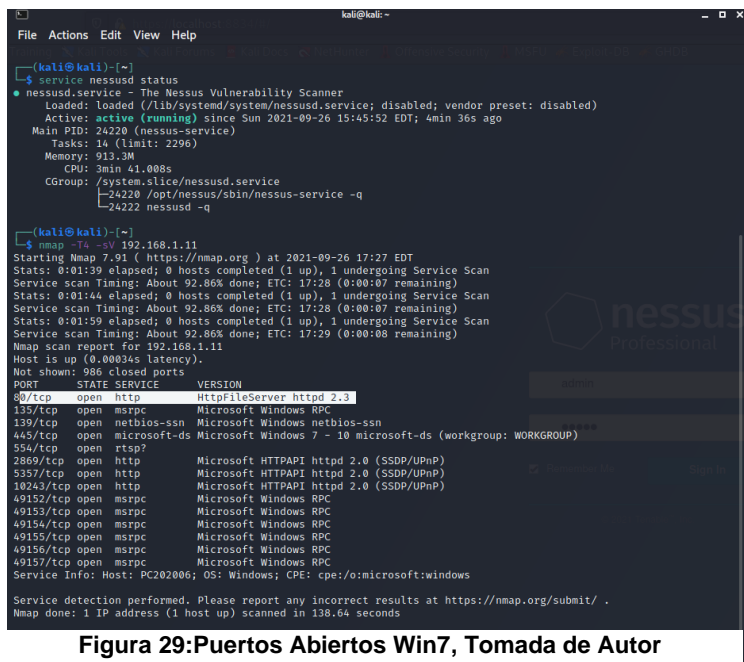 kali@kali: ~
File Actions Edit View Help
┌──(kali㉿kali)-[~]
└─$ service nessusd status
● nessusd.service - The Nessus Vulnerability Scanner
Loaded: loaded (/lib/systemd/system/nessusd.service; disabled; vendor preset: disabled)
Active: active (running) since Sun 2021-09-26 15:45:52 EDT; 4min 36s ago
Main PID: 24220 (nessus-service)
Tasks: 14 (limit: 2296)
Memory: 913.3M
CPU: 3min 41.008s
CGroup: /system.slice/nessusd.service
├─24220 /opt/nessus/sbin/nessus-service -q
└─24222 nessusd -q
┌──(kali㉿kali)-[~]
└─$ nmap -T4 -sV 192.168.1.11
Starting Nmap 7.91 ( https://nmap.org ) at 2021-09-26 17:27 EDT
Stats: 0:01:39 elapsed; 0 hosts completed (1 up), 1 undergoing Service Scan
Service scan Timing: About 92.86% done; ETC: 17:28 (0:00:07 remaining)
Stats: 0:01:44 elapsed; 0 hosts completed (1 up), 1 undergoing Service Scan
Service scan Timing: About 92.86% done; ETC: 17:28 (0:00:07 remaining)
Stats: 0:01:59 elapsed; 0 hosts completed (1 up), 1 undergoing Service Scan
Service scan Timing: About 92.86% done; ETC: 17:29 (0:00:08 remaining)
Nmap scan report for 192.168.1.11
Host is up (0.00034s latency).
Not shown: 986 closed ports
PORT STATE SERVICE VERSION
80/tcp open http HttpFileServer httpd 2.3
135/tcp open msrpc Microsoft Windows RPC
139/tcp open netbios-ssn Microsoft Windows netbios-ssn
445/tcp open microsoft-ds Microsoft Windows 7 - 10 microsoft-ds (workgroup: WORKGROUP)
554/tcp open rtsp?
2869/tcp open http Microsoft HTTPAPI httpd 2.0 (SSDP/UPnP)
5357/tcp open http Microsoft HTTPAPI httpd 2.0 (SSDP/UPnP)
10243/tcp open http Microsoft HTTPAPI httpd 2.0 (SSDP/UPnP)
49152/tcp open msrpc Microsoft Windows RPC
49153/tcp open msrpc Microsoft Windows RPC
49154/tcp open msrpc Microsoft Windows RPC
49155/tcp open msrpc Microsoft Windows RPC
49156/tcp open msrpc Microsoft Windows RPC
49157/tcp open msrpc Microsoft Windows RPC
Service Info: Host: PC202006; OS: Windows; CPE: cpe:/o:microsoft:windows
Service detection performed. Please report any incorrect results at https://nmap.org/submit/ .
Nmap done: 1 IP address (1 host up) scanned in 138.64 seconds
nessus
Professional
admin
Remember Me
Sign In
Figura 29:Puertos Abiertos Win7, Tomada de Autor